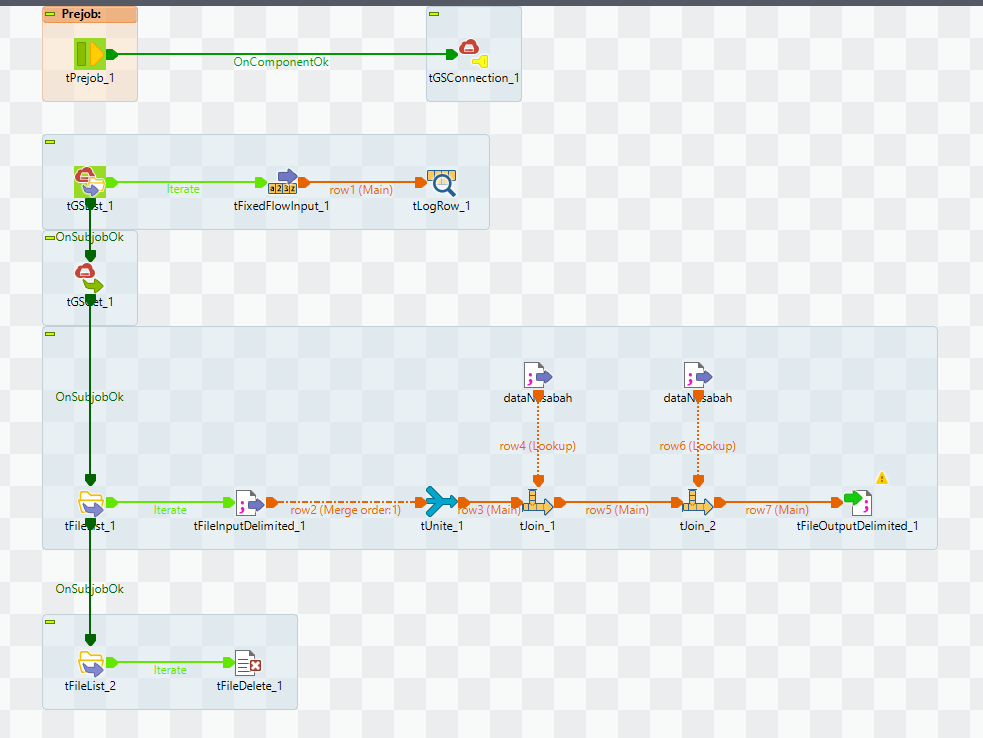 Prejob:
OnComponentOk
tPrejob_1
tGSConnection_1
Iterate
row1 (Main)
tGSList_1
tFixedFlowInput_1
tLogRow_1
OnSubjobOk
tGSGet_1
OnSubjobOk
dataNasabah
dataNasabah
row4 (Lookup)
row6 (Lookup)
Iterate
row2 (Merge order:1)
row3 (Main)
row5 (Main)
row7 (Main)
tFileList_1
tFileInputDelimited_1
tUnite_1
tJoin_1
tJoin_2
tFileOutputDelimited_1
OnSubjobOk
Iterate
tFileList_2
tFileDelete_1